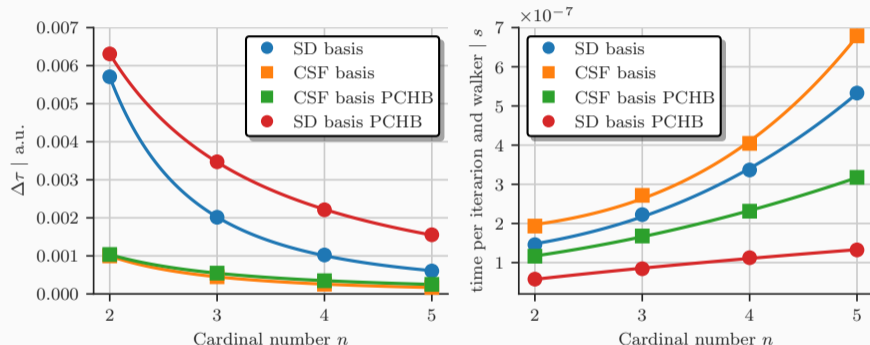 0.007
0.006
0.005
0.004
0.003
0.002
0.001
0.000
Δτ | a.u.
2 3 4 5
Cardinal number n
SD basis
CSF basis
CSF basis PCHB
SD basis PCHB
×10⁻⁷
7
6
5
4
3
2
1
time per iterarion and walker | s
2 3 4 5
Cardinal number n
SD basis
CSF basis
CSF basis PCHB
SD basis PCHB